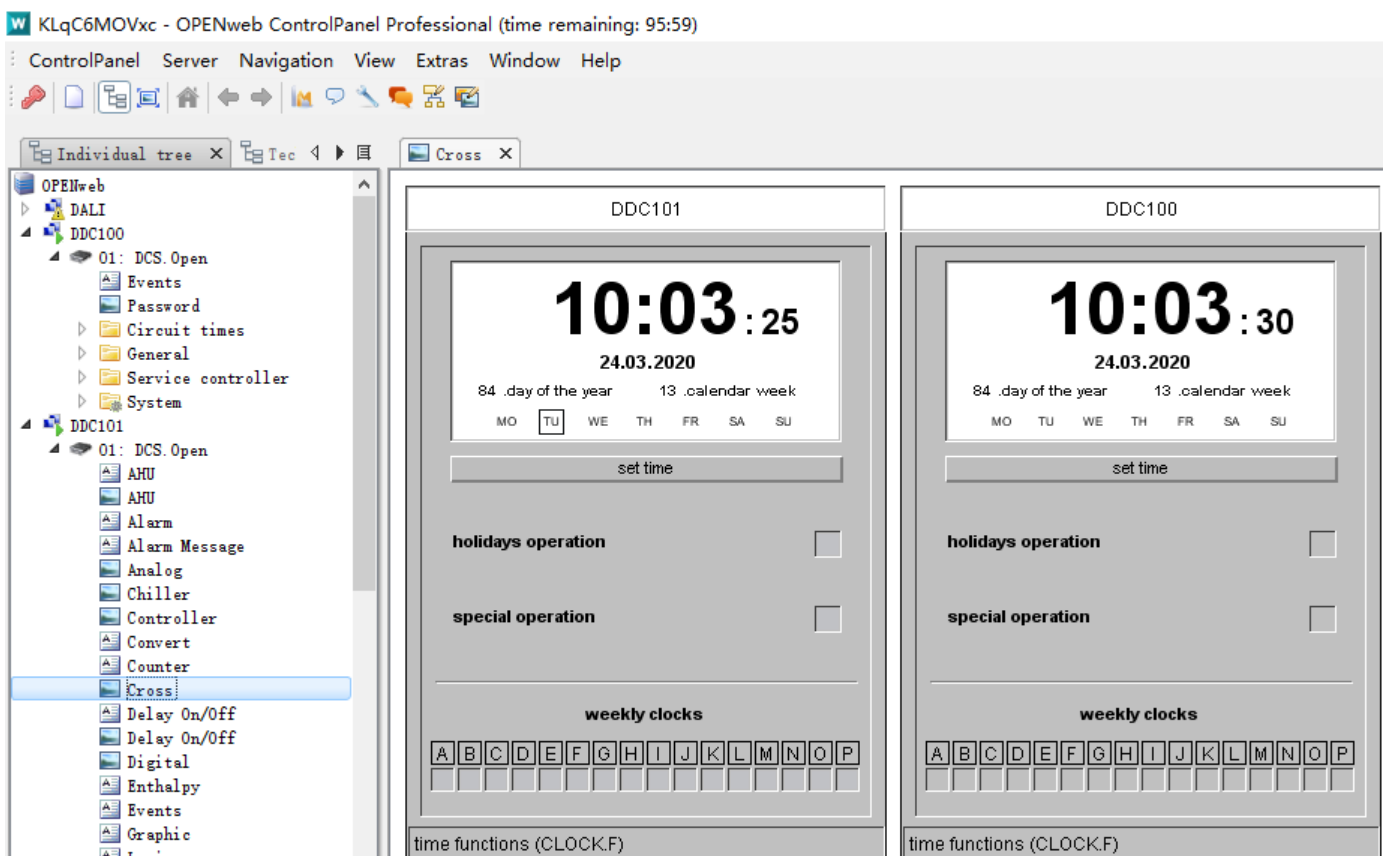 KLqC6MOVxc - OPENweb ControlPanel Professional (time remaining: 95:59)
ControlPanel Server Navigation View Extras Window Help
Individual tree Tec
Cross
OPENweb
DALI
DDC100
01: DCS.Open
Events
Password
Circuit times
General
Service controller
System
DDC101
01: DCS.Open
AHU
AHU
Alarm
Alarm Message
Analog
Chiller
Controller
Convert
Counter
Cross
Delay On/Off
Delay On/Off
Digital
Enthalpy
Events
Graphic
DDC101
10:03:25
24.03.2020
84 .day of the year 13 .calendar week
MO TU WE TH FR SA SU
set time
holidays operation
special operation
weekly clocks
A B C D E F G H I J K L M N O P
time functions (CLOCK.F)
DDC100
10:03:30
24.03.2020
84 .day of the year 13 .calendar week
MO TU WE TH FR SA SU
set time
holidays operation
special operation
weekly clocks
A B C D E F G H I J K L M N O P
time functions (CLOCK.F)